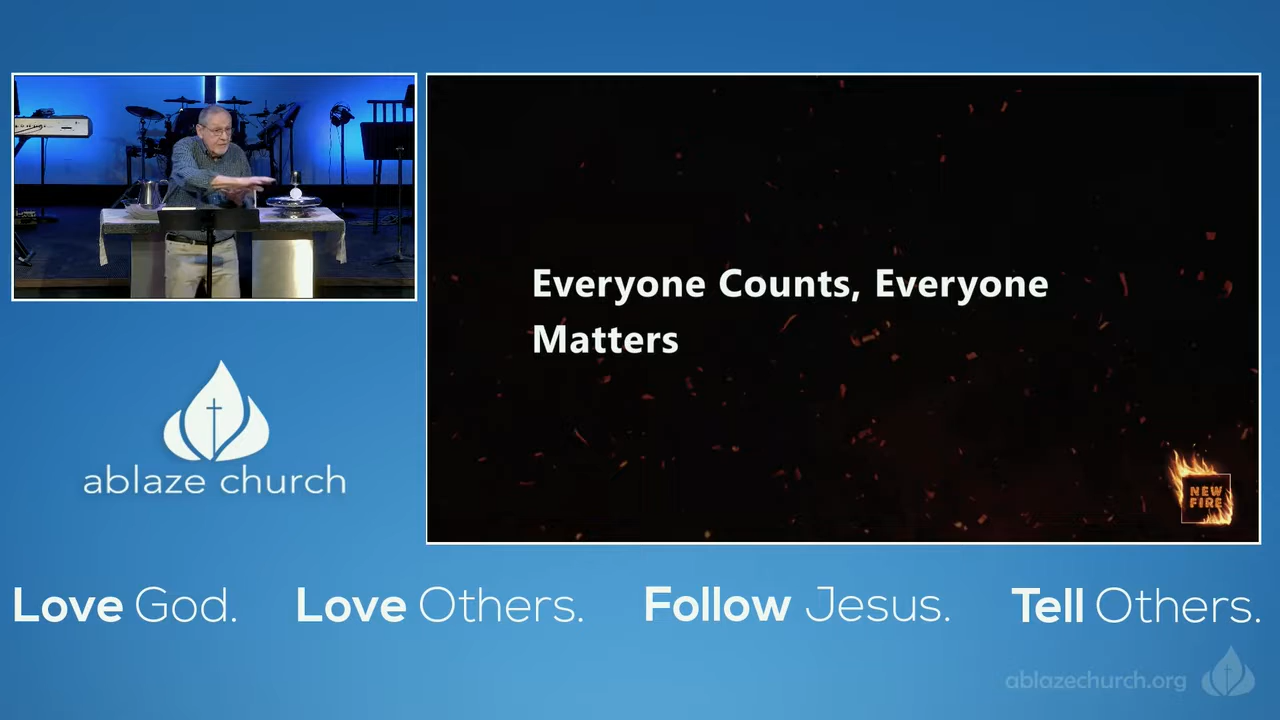 Everyone Counts, Everyone
Matters
NEW
FIRE
ablaze church
Love God. Love Others. Follow Jesus. Tell Others.
ablazechurch.org